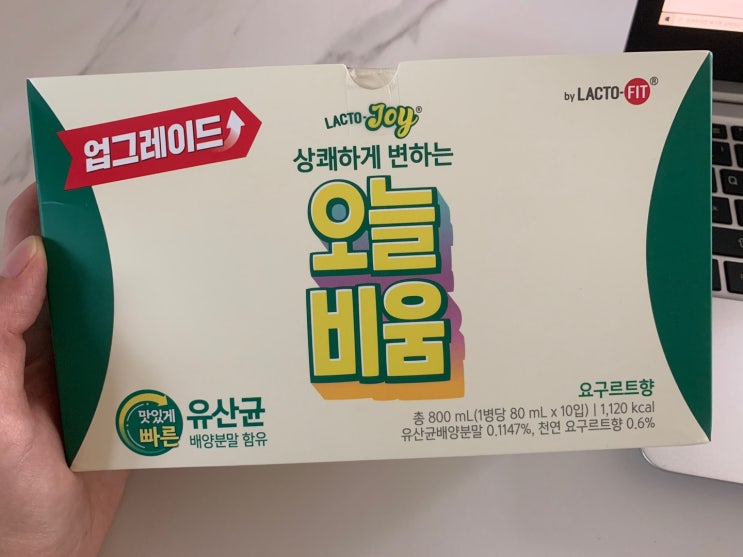 업그레이드
LACTO-Joy®
by LACTO-FIT®
상쾌하게 변하는
오늘
비움
맛있게
빠른
유산균
배양분말 함유
요구르트향
총 800 mL(1병당 80 mL x 10입) | 1,120 kcal
유산균배양분말 0.1147%, 천연 요구르트향 0.6%